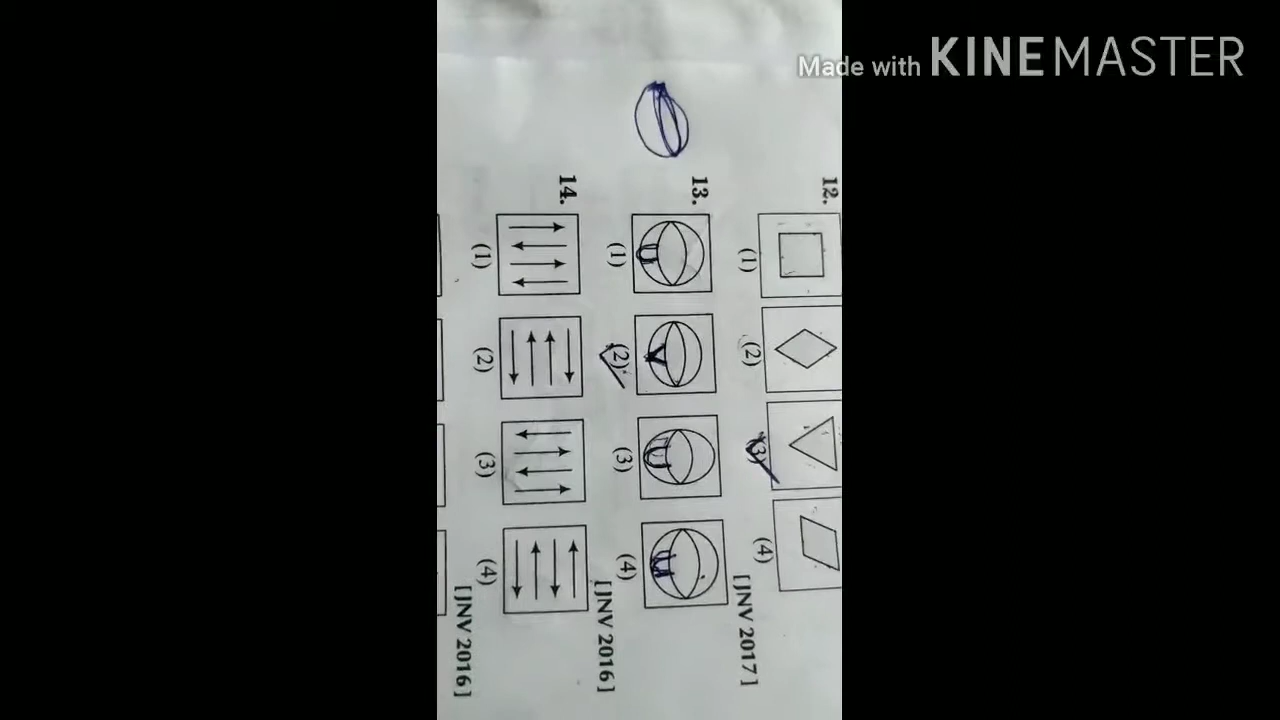 Made with KINEMASTER
12.
(1) (2) (3) (4)
[JNV 2017]
13.
(1) (2) (3) (4)
[JNV 2016]
14.
(1) (2) (3) (4)
[JNV 2016]